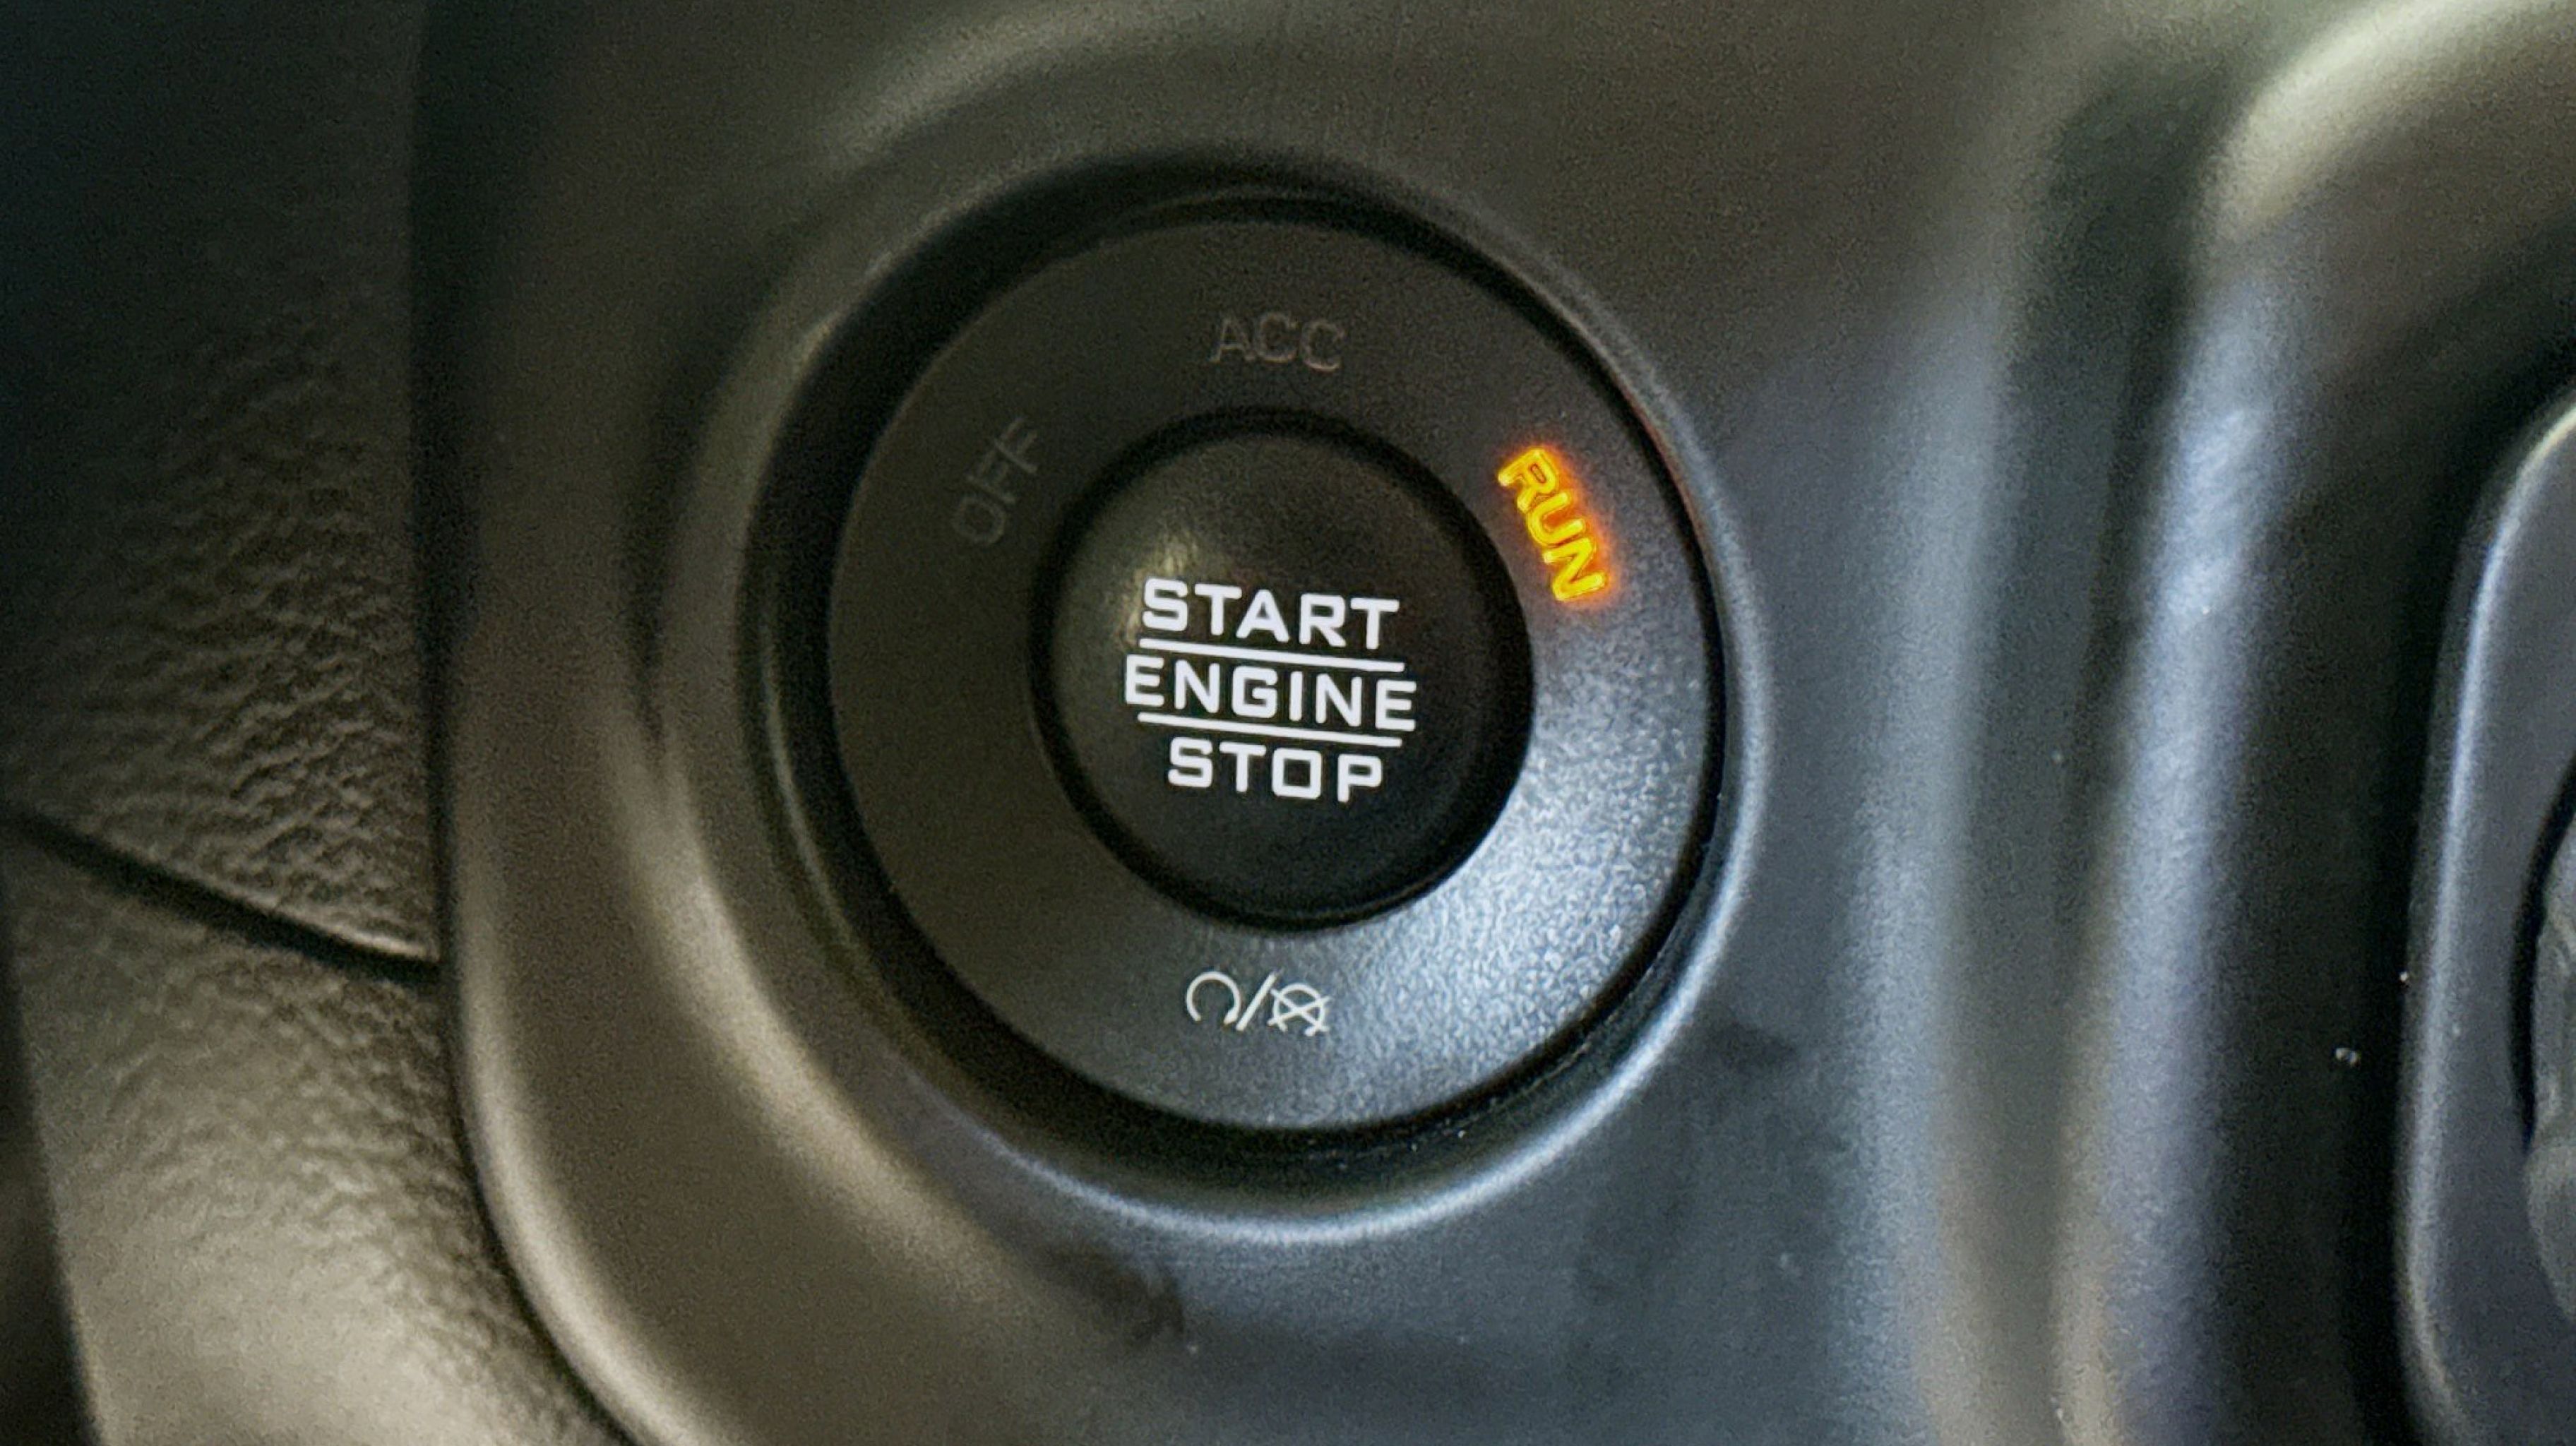 ACC
OFF
RUN
START
ENGINE
STOP